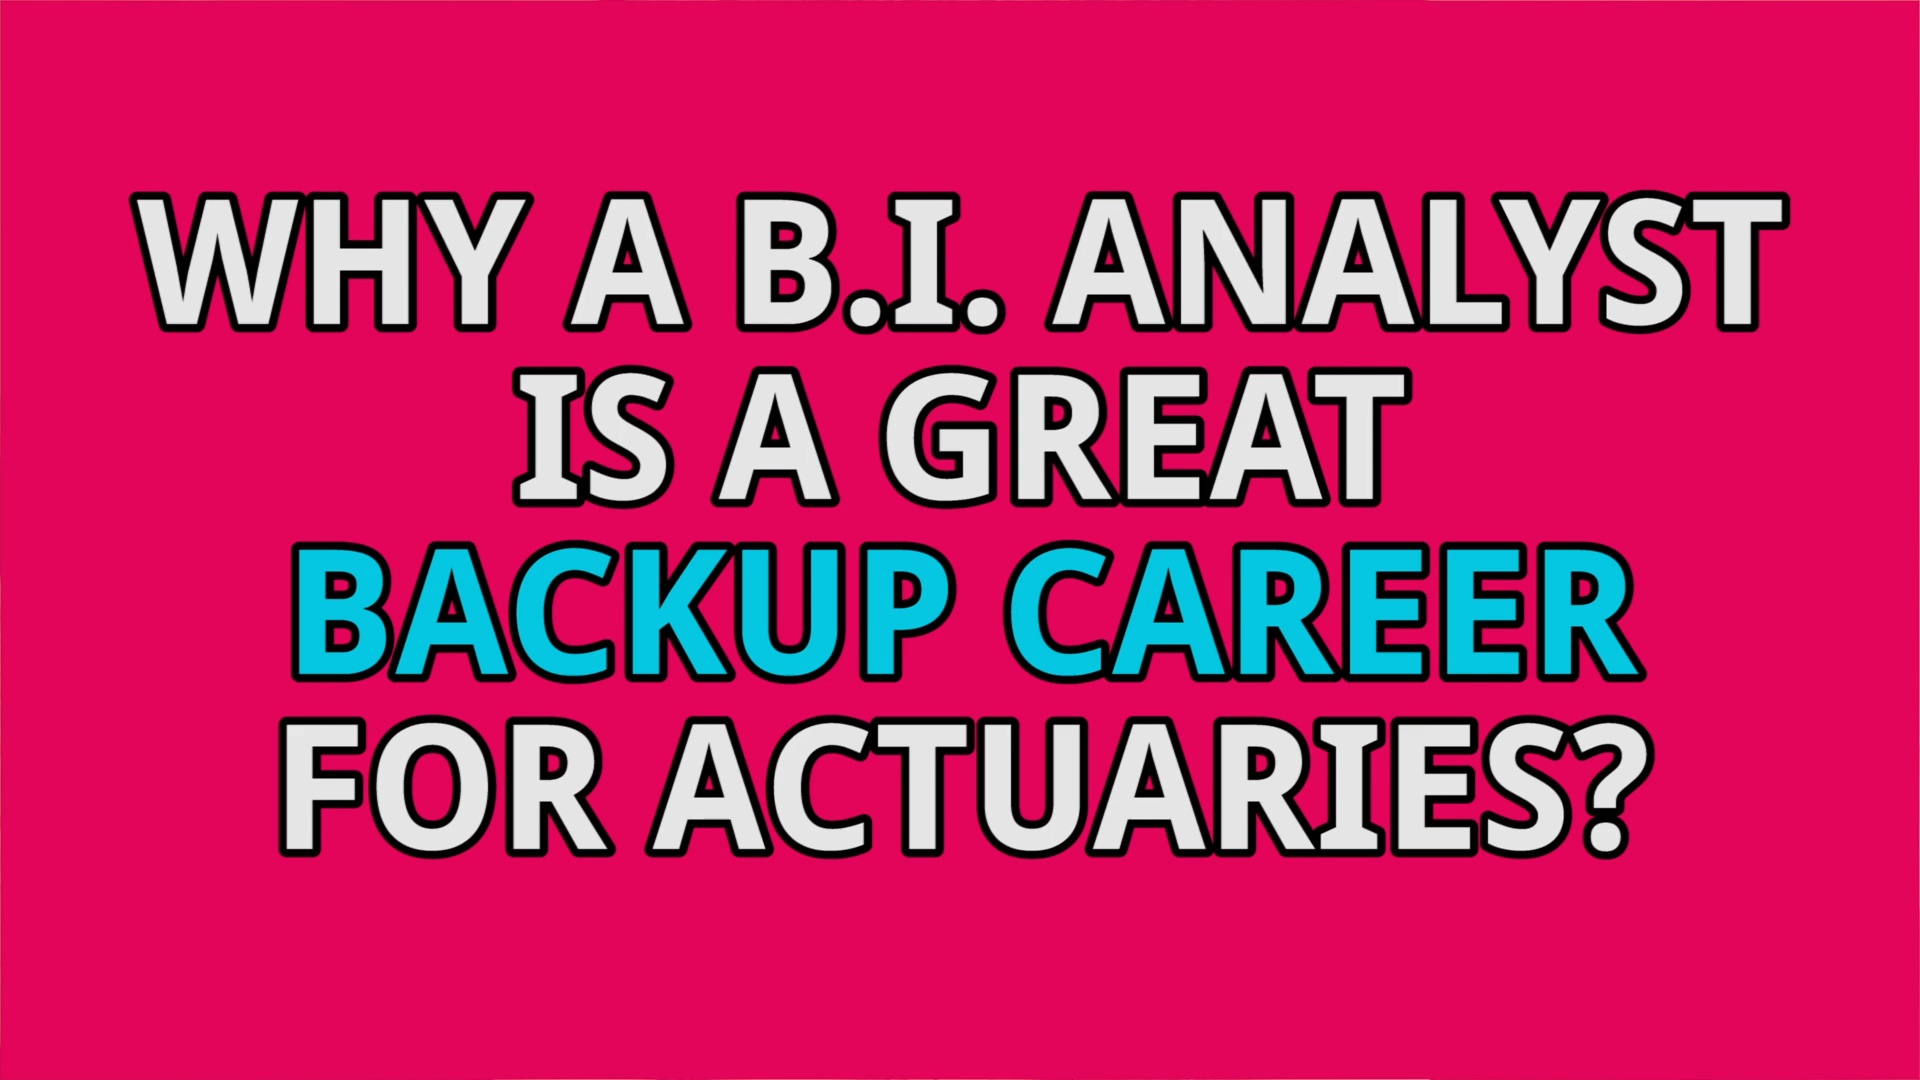 WHY A B.I. ANALYST
IS A GREAT
BACKUP CAREER
FOR ACTUARIES?